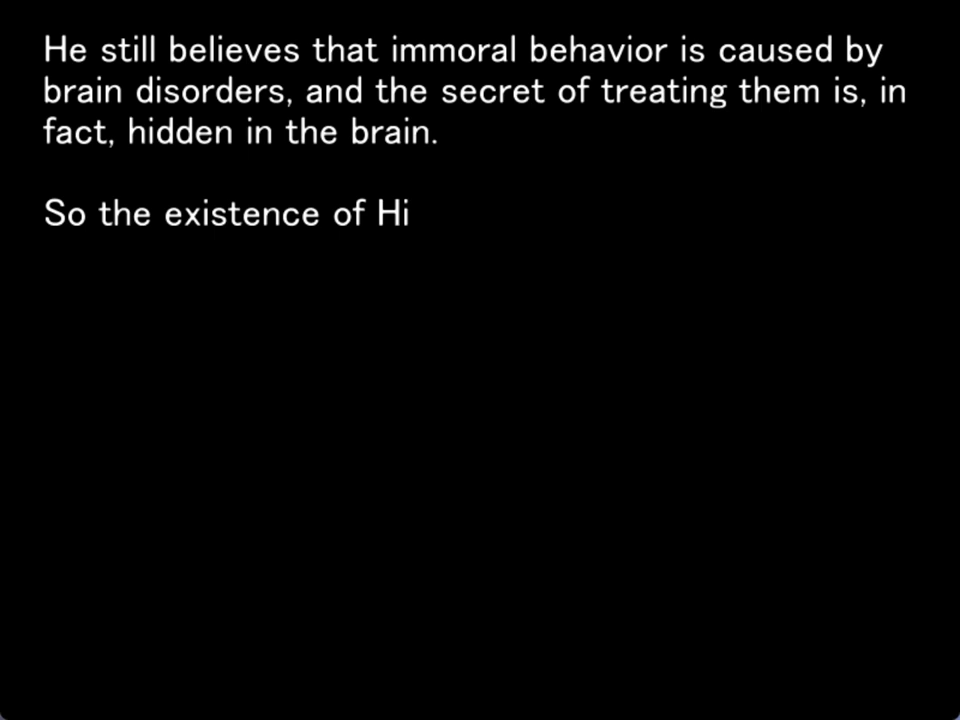 He still believes that immoral behavior is caused by
brain disorders, and the secret of treating them is, in
fact, hidden in the brain.
So the existence of Hi